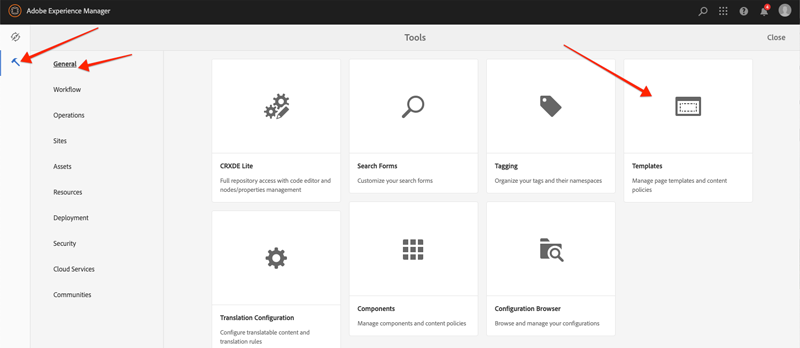 Adobe Experience Manager
4
Tools
Close
General
Workflow
Operations
Sites
Assets
Resources
Deployment
Security
Cloud Services
Communities
CRXDE Lite
Full repository access with code editor and
nodes/properties management
Search Forms
Customize your search forms
Tagging
Organize your tags and their namespaces
Templates
Manage page templates and content
policies
Translation Configuration
Configure translatable content and
translation rules
Components
Manage components and content policies
Configuration Browser
Browse and manage your configurations